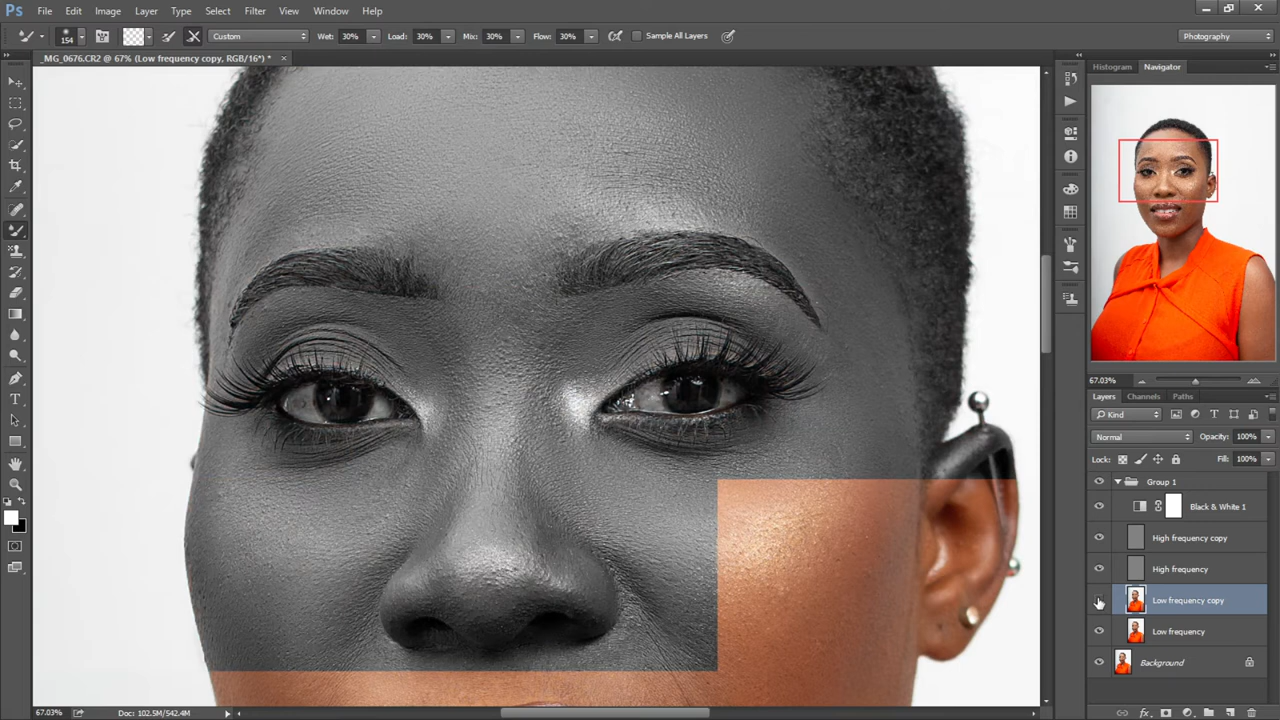 Ps File Edit Image Layer Type Select Filter View Window Help
154 Custom Wet: 30% Load: 30% Mix: 30% Flow: 30% Sample All Layers Photography
_MG_0676.CR2 @ 67% (Low frequency copy, RGB/16*) *
Histogram Navigator
67.03%
Layers Channels Paths
Kind
Normal Opacity: 100%
Lock: Fill: 100%
Group 1
Black & White 1
High frequency copy
High frequency
Low frequency copy
Low frequency
Background
67.03% Doc: 102.5M/542.4M